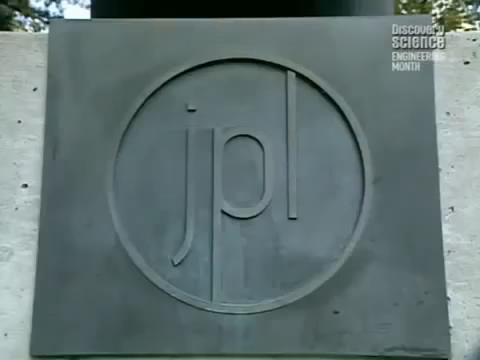 Discovery
science
ENGINEERING
MONTH
jpl